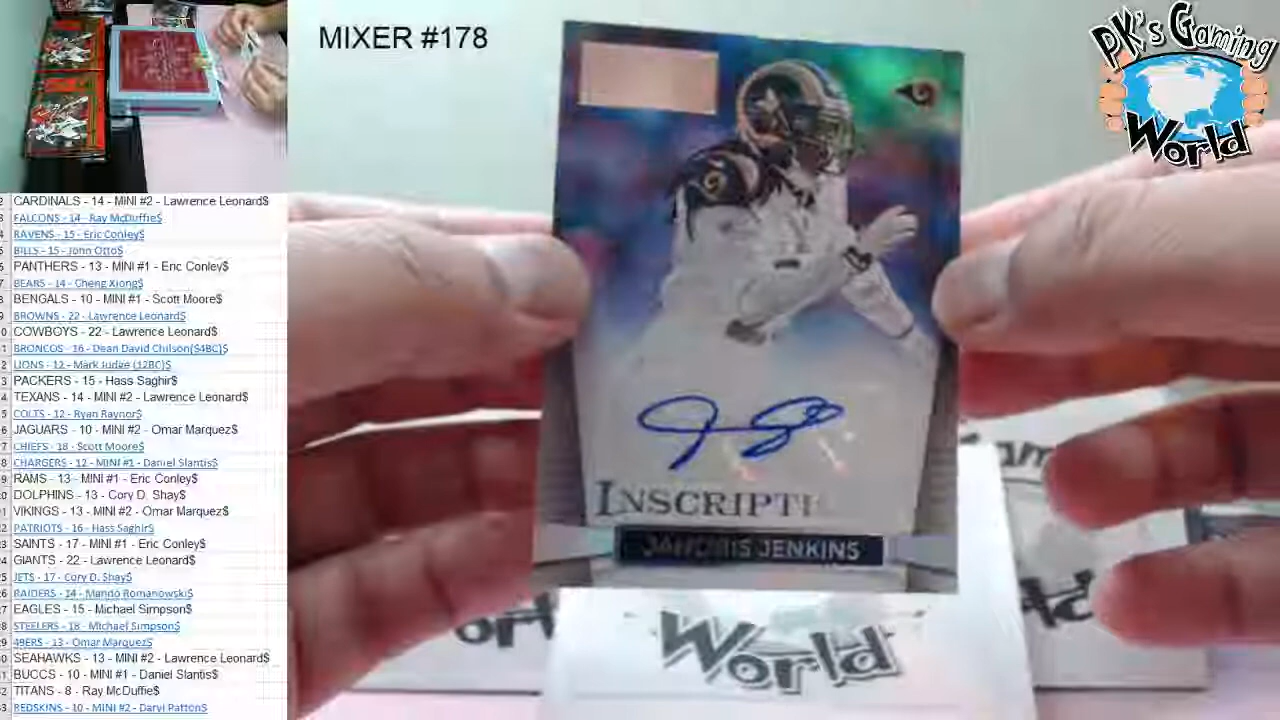 MIXER #178
PK's Gaming
World
CARDINALS - 14 - MINI #2 - Lawrence Leonard$
FALCONS - 14 - Ray McDuffie$
RAVENS - 15 - Eric Conley$
BILLS - 15 - John Otto$
PANTHERS - 13 - MINI #1 - Eric Conley$
BEARS - 14 - Cheng Xiong$
BENGALS - 10 - MINI #1 - Scott Moore$
BROWNS - 22 - Lawrence Leonard$
COWBOYS - 22 - Lawrence Leonard$
BRONCOS - 16 - Dean David Chilson($4BC)$
LIONS - 12 - Mark Judke (12BC)$
PACKERS - 15 - Hass Saghir$
TEXANS - 14 - MINI #2 - Lawrence Leonard$
COLTS - 12 - Ryan Raynor$
JAGUARS - 10 - MINI #2 - Omar Marquez$
CHIEFS - 18 - Scott Moore$
CHARGERS - 12 - MINI #1 - Daniel Slantis$
RAMS - 13 - MINI #1 - Eric Conley$
DOLPHINS - 13 - Cory D. Shay$
VIKINGS - 13 - MINI #2 - Omar Marquez$
PATRIOTS - 16 - Hass Saghir$
SAINTS - 17 - MINI #1 - Eric Conley$
GIANTS - 22 - Lawrence Leonard$
JETS - 17 - Cory D. Shay$
RAIDERS - 14 - Mando Romanowski$
EAGLES - 15 - Michael Simpson$
STEELERS - 18 - Michael Simpson$
49ERS - 13 - Omar Marquez$
SEAHAWKS - 13 - MINI #2 - Lawrence Leonard$
BUCCS - 10 - MINI #1 - Daniel Slantis$
TITANS - 8 - Ray McDuffie$
REDSKINS - 10 - MINI #2 - Daryl Patton$
INSCRIPTI
JANORIS JENKINS
World